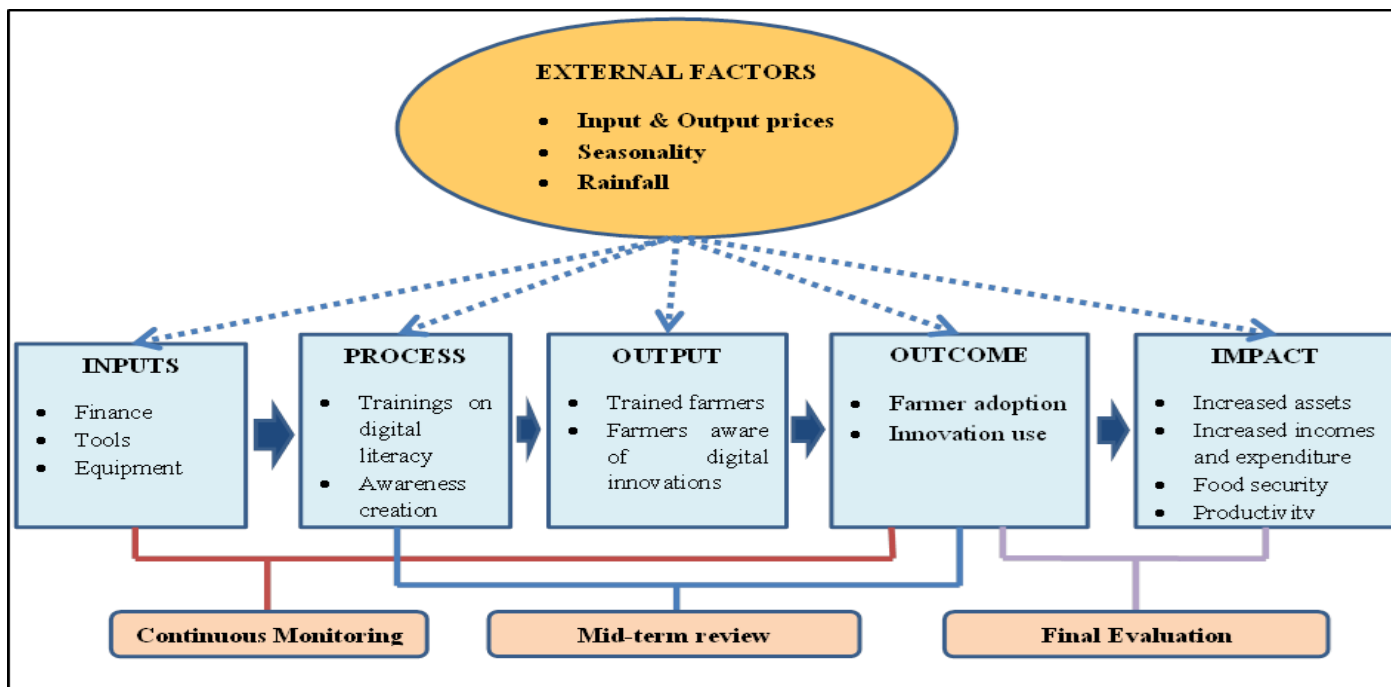 EXTERNAL FACTORS
• Input & Output prices
• Seasonality
• Rainfall
INPUTS
• Finance
• Tools
• Equipment
PROCESS
• Trainings on
digital
literacy
• Awareness
creation
OUTPUT
• Trained farmers
• Farmers aware
of digital
innovations
OUTCOME
• Farmer adoption
• Innovation use
IMPACT
• Increased assets
• Increased incomes
and expenditure
• Food security
• Productivity
Continuous Monitoring
Mid-term review
Final Evaluation